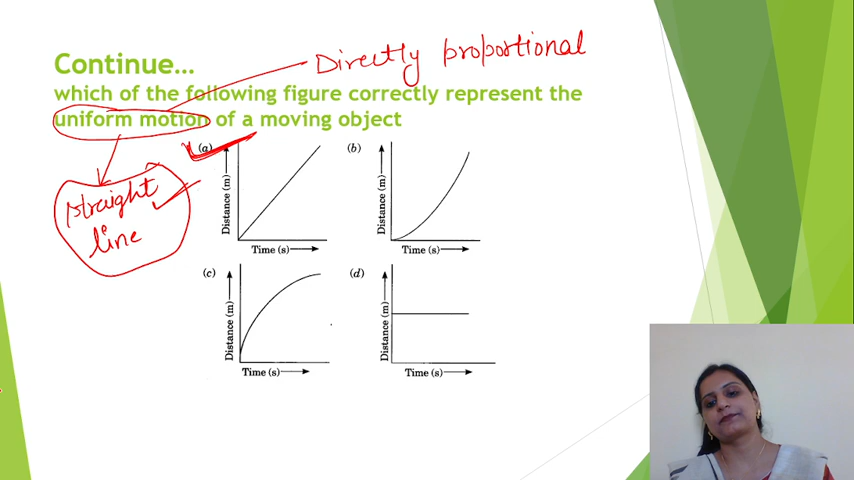 Directly proportional
Continue...
which of the following figure correctly represent the
uniform motion of a moving object
straight
line
(a)
Distance (m)
Time (s)
(b)
Distance (m)
Time (s)
(c)
Distance (m)
Time (s)
(d)
Distance (m)
Time (s)